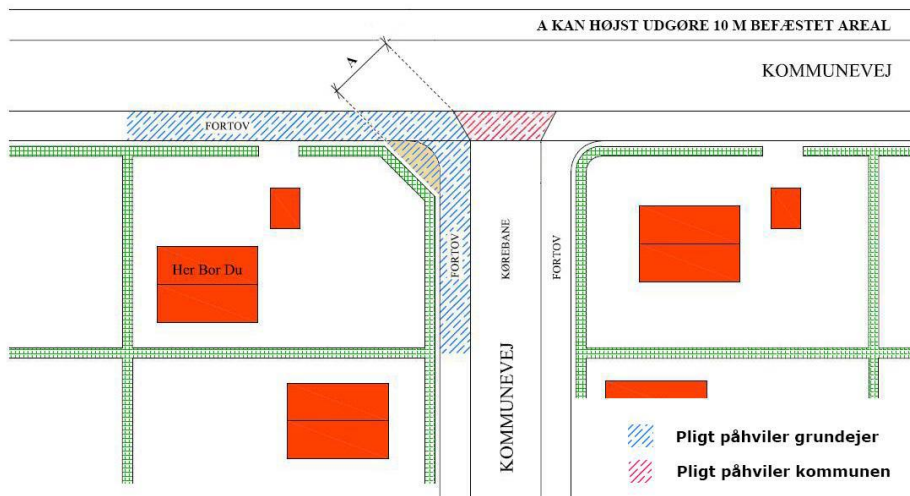 A KAN HØJST UDGØRE 10 M BEFÆSTET AREAL
A
KOMMUNEVEJ
FORTOV
Her Bor Du
FORTOV
KØREBANE
FORTOV
KOMMUNEVEJ
Pligt påhviler grundejer
Pligt påhviler kommunen